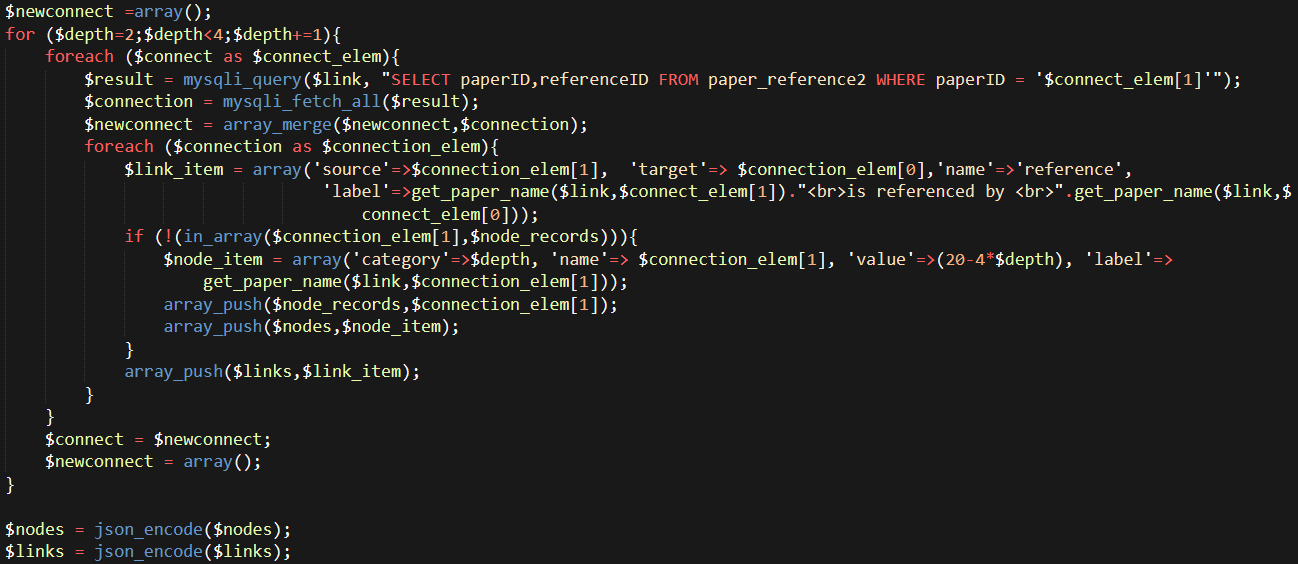 $newconnect =array();
for ($depth=2;$depth<4;$depth+=1){
    foreach ($connect as $connect_elem){
        $result = mysqli_query($link, "SELECT paperID,referenceID FROM paper_reference2 WHERE paperID = '$connect_elem[1]'");
        $connection = mysqli_fetch_all($result);
        $newconnect = array_merge($newconnect,$connection);
        foreach ($connection as $connection_elem){
            $link_item = array('source'=>$connection_elem[1],  'target'=> $connection_elem[0],'name'=>'reference',
                                'label'=>get_paper_name($link,$connect_elem[1])."<br>is referenced by <br>".get_paper_name($link,$
                                    connect_elem[0]));
            if (!(in_array($connection_elem[1],$node_records))){
                $node_item = array('category'=>$depth, 'name'=> $connection_elem[1], 'value'=>(20-4*$depth), 'label'=>
                    get_paper_name($link,$connection_elem[1]));
                array_push($node_records,$connection_elem[1]);
                array_push($nodes,$node_item);
            }
            array_push($links,$link_item);
        }
    }
    $connect = $newconnect;
    $newconnect = array();
}

$nodes = json_encode($nodes);
$links = json_encode($links);